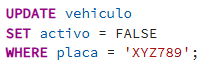 UPDATE vehiculo
SET activo = FALSE
WHERE placa = 'XYZ789';